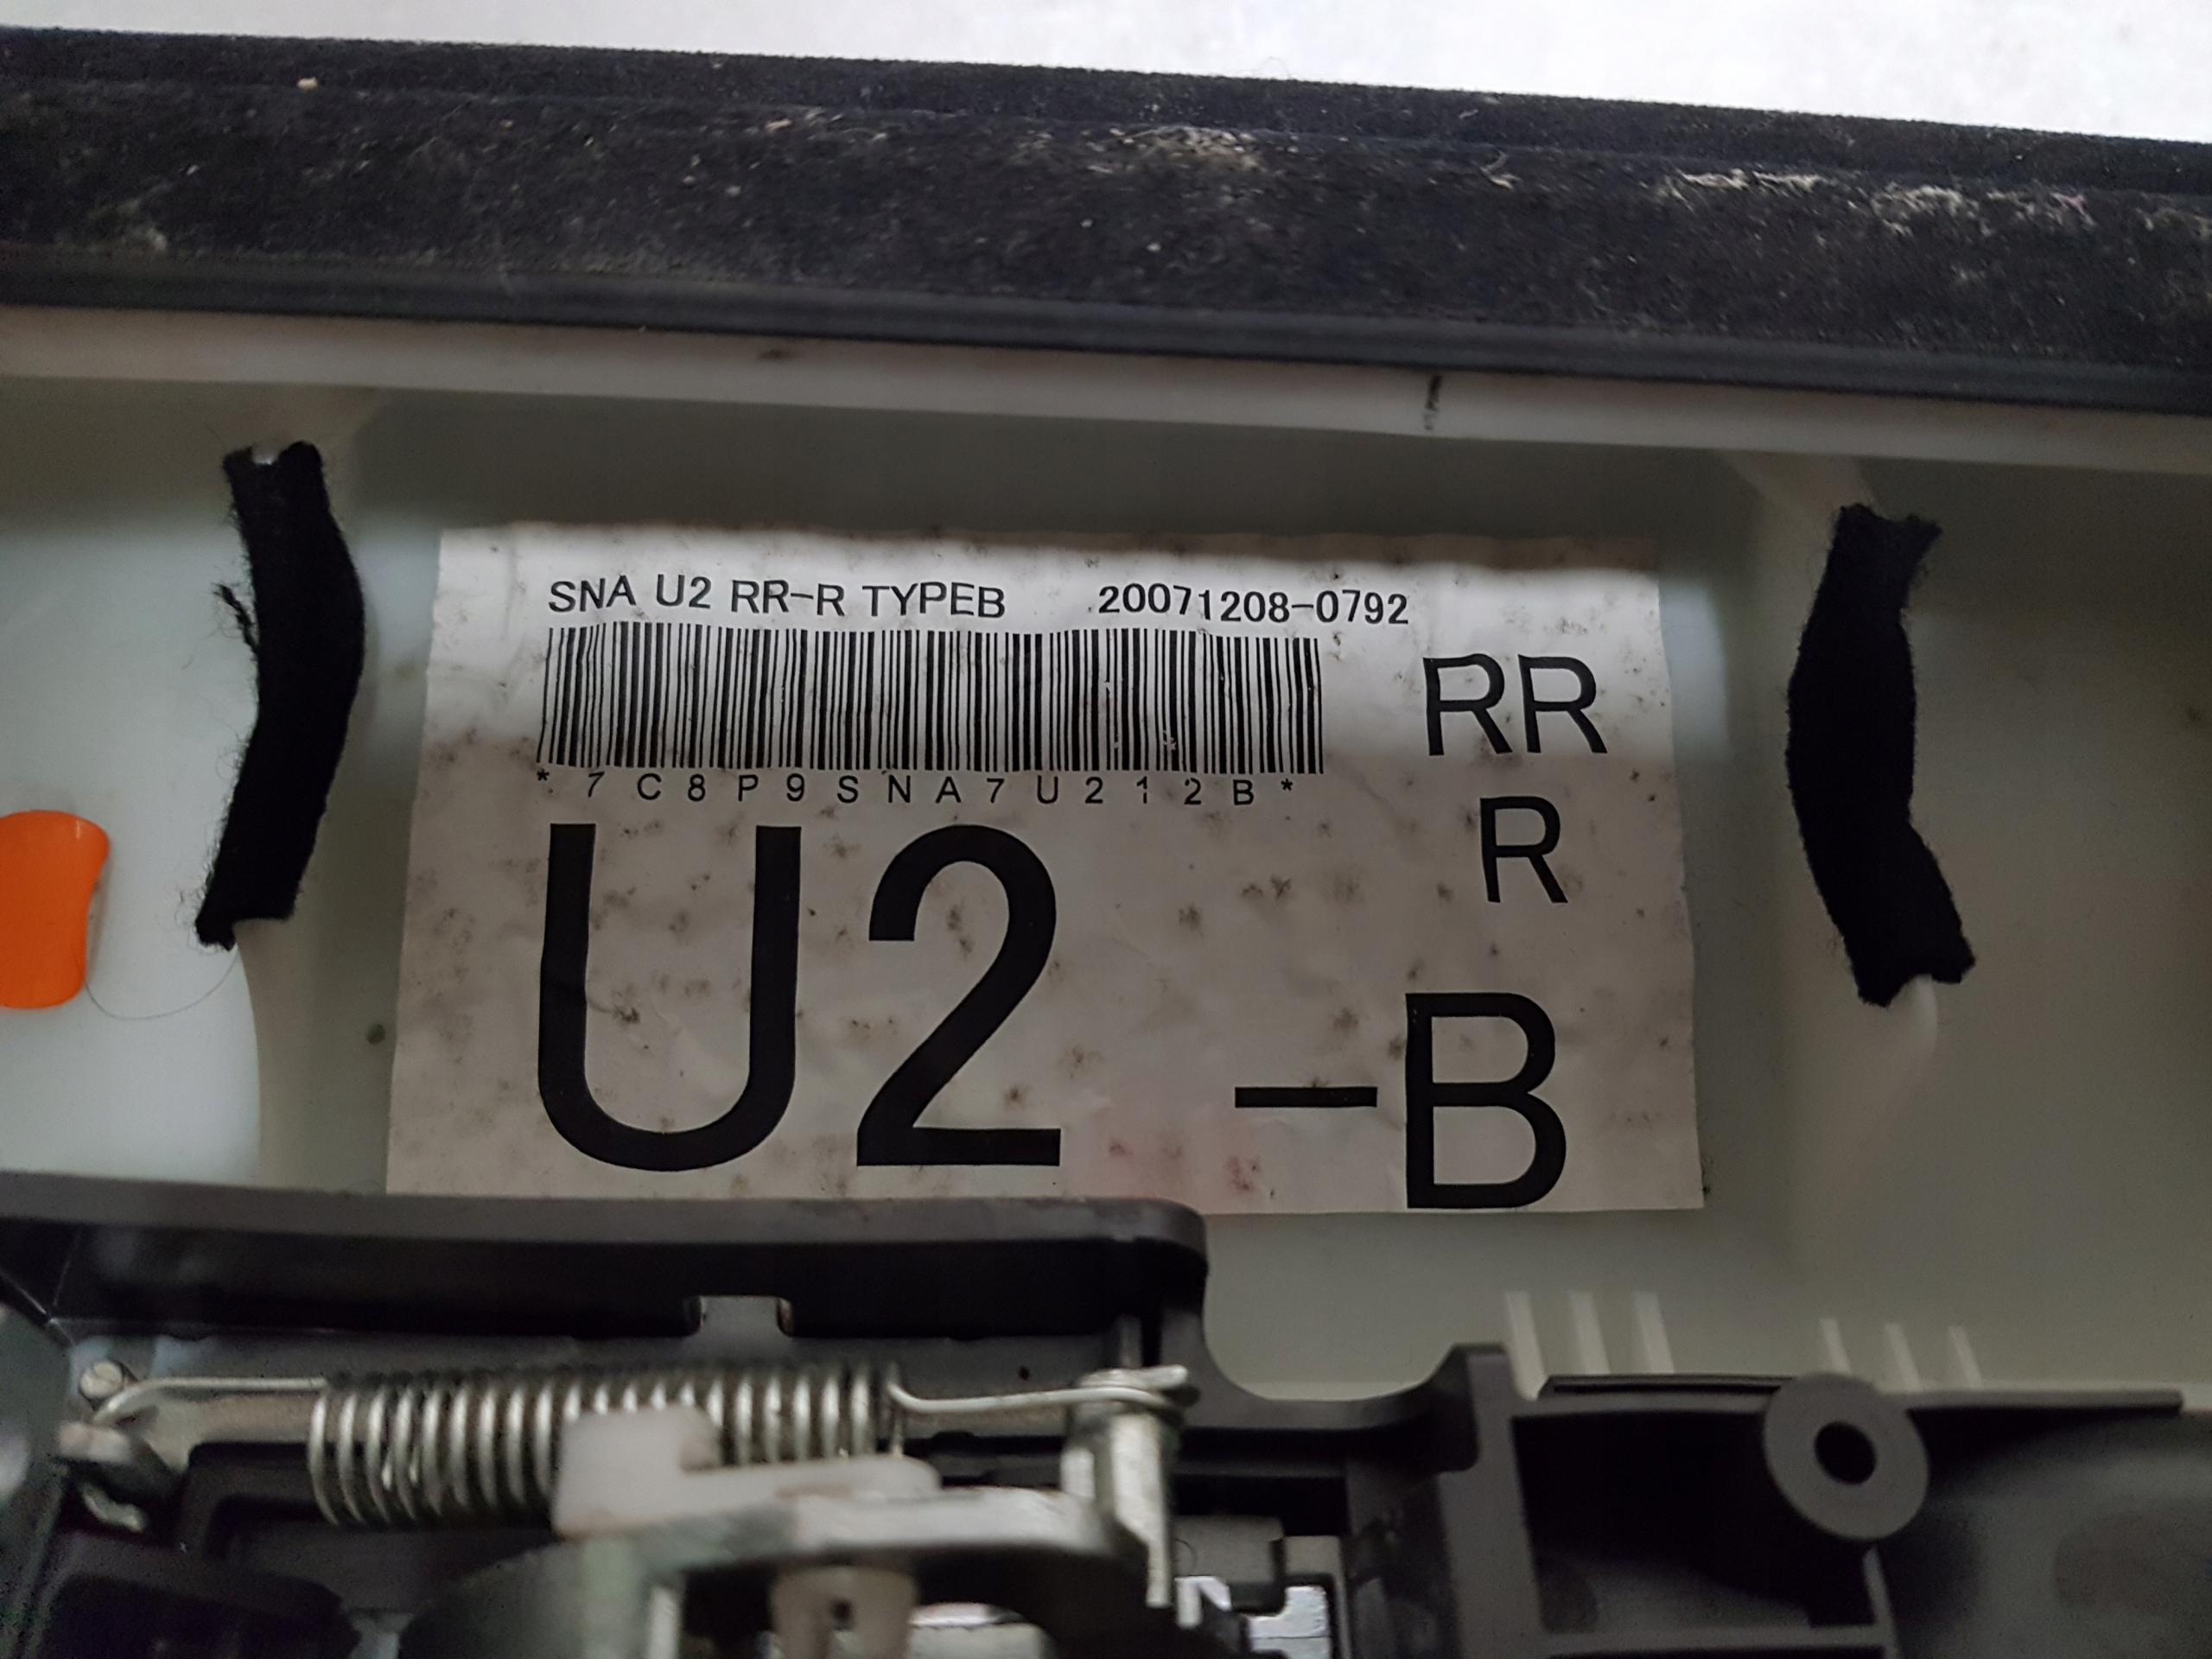 SNA U2 RR-R TYPEB 20071208-0792
*7C8P9SNA7U212B*
RR
R
U2 -B